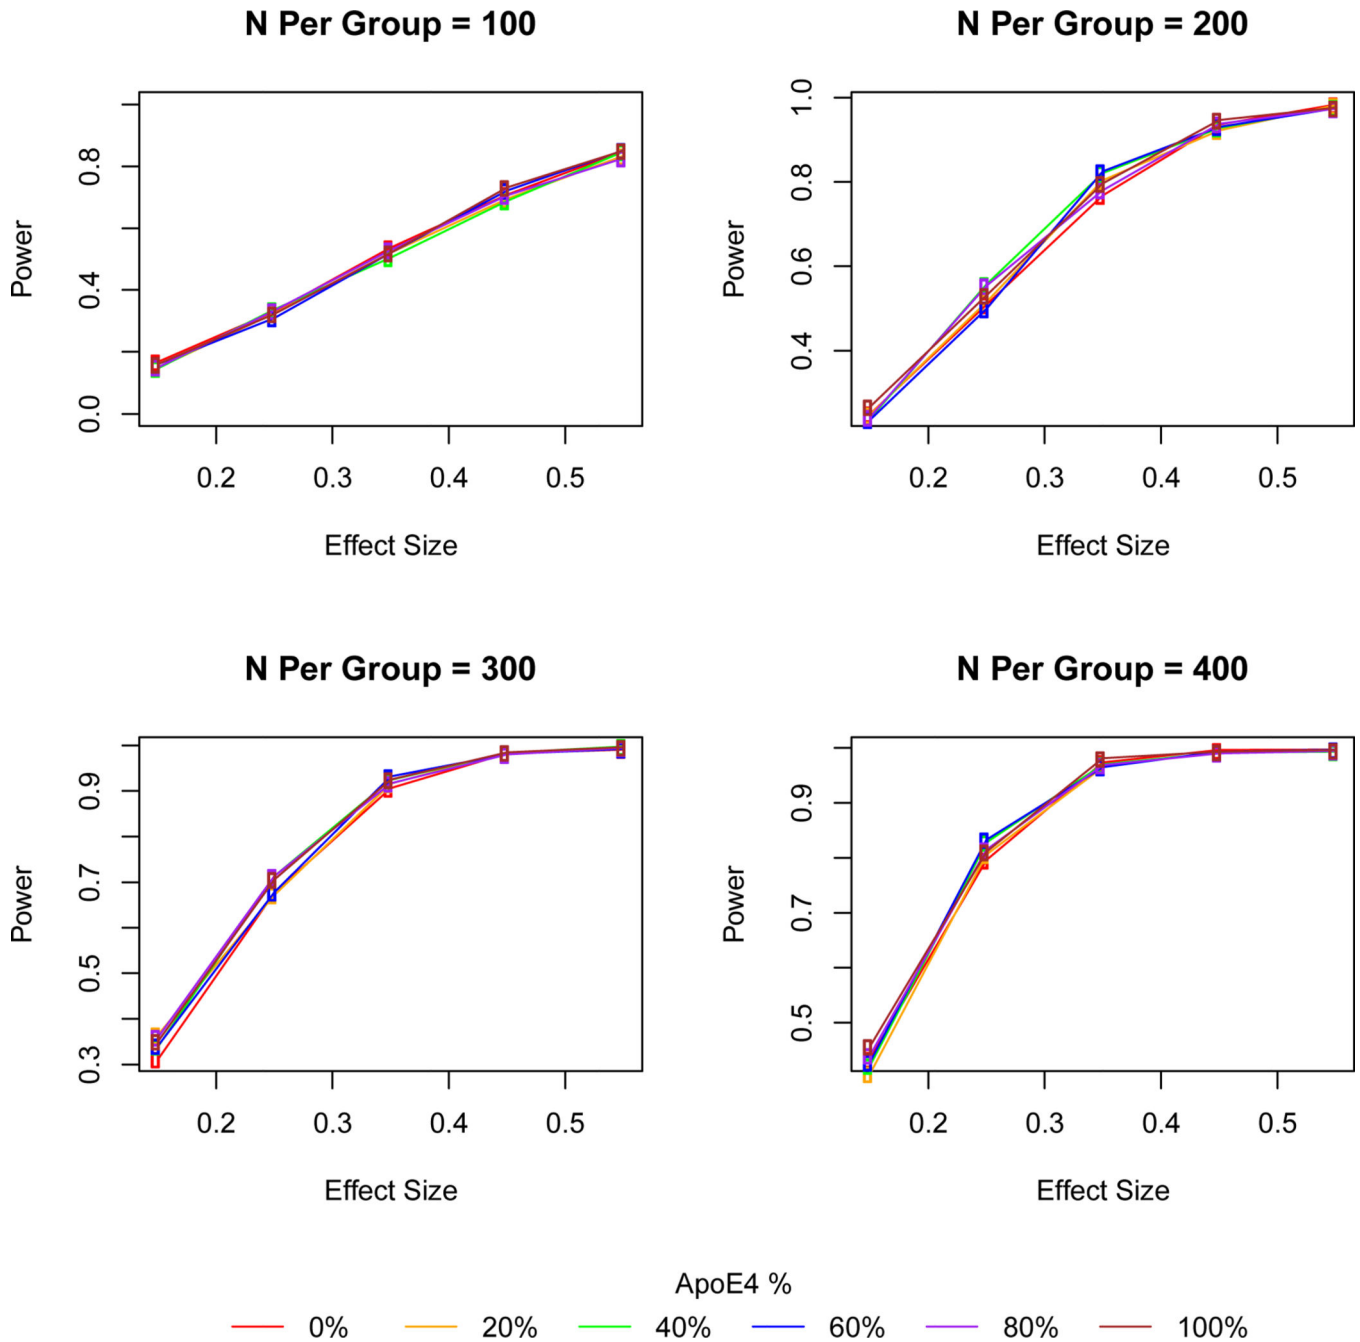 N Per Group = 100
N Per Group = 200
Power
0.0 0.4 0.8
0.2 0.3 0.4 0.5
Effect Size
Power
0.4 0.6 0.8 1.0
0.2 0.3 0.4 0.5
Effect Size
N Per Group = 300
N Per Group = 400
Power
0.3 0.5 0.7 0.9
0.2 0.3 0.4 0.5
Effect Size
Power
0.5 0.7 0.9
0.2 0.3 0.4 0.5
Effect Size
ApoE4 %
0% 20% 40% 60% 80% 100%